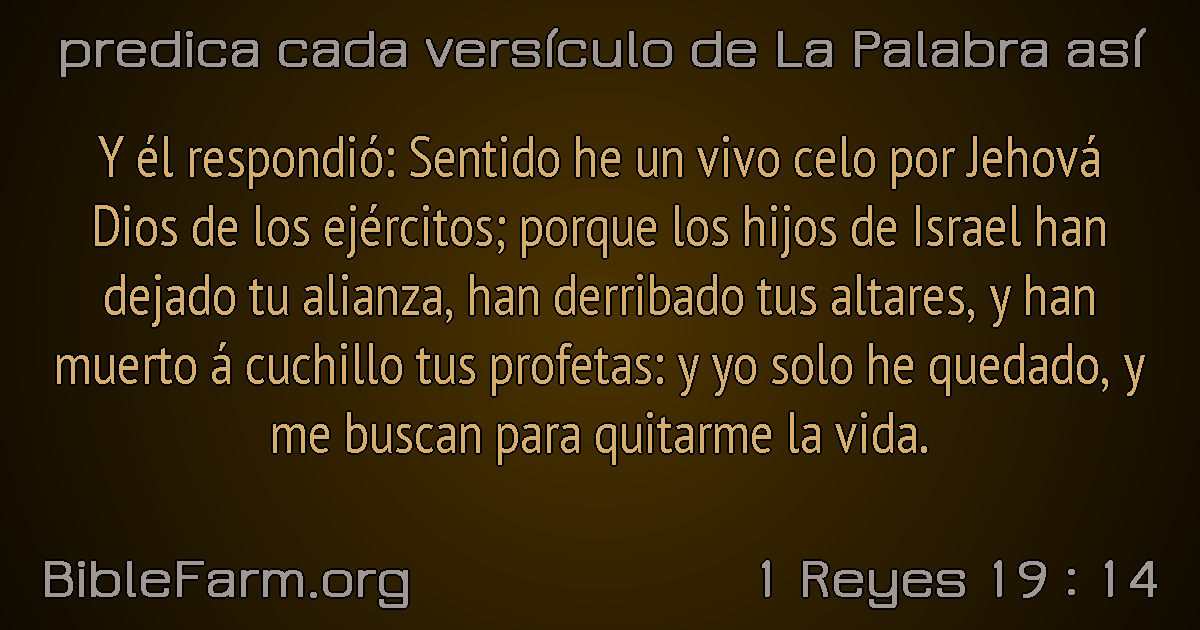 predica cada versículo de La Palabra así
Y él respondió: Sentido he un vivo celo por Jehová
Dios de los ejércitos; porque los hijos de Israel han
dejado tu alianza, han derribado tus altares, y han
muerto á cuchillo tus profetas: y yo solo he quedado, y
me buscan para quitarme la vida.
BibleFarm.org
1 Reyes 19 : 14